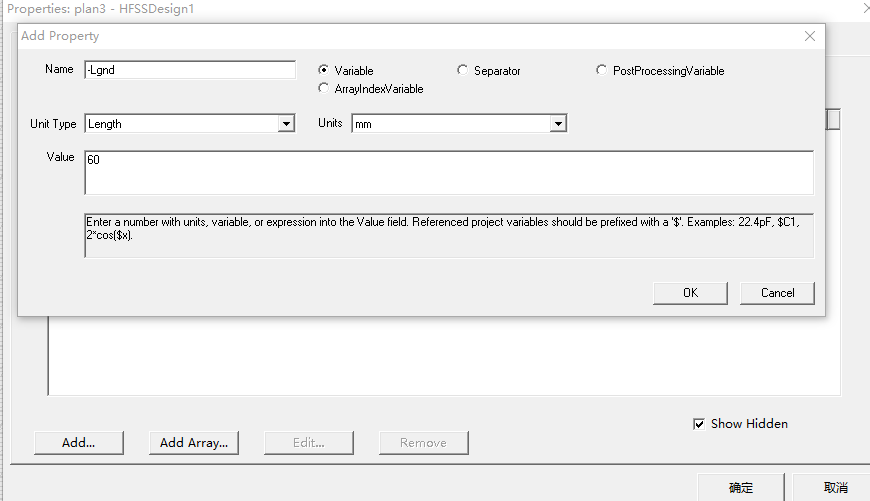 Properties: plan3 - HFSSDesign1
Add Property
Name
-Lgnd
Variable
Separator
PostProcessingVariable
ArrayIndexVariable
Unit Type
Length
Units
mm
Value
60
Enter a number with units, variable, or expression into the Value field. Referenced project variables should be prefixed with a '$'. Examples: 22.4pF, $C1,
2*cos($x).
OK
Cancel
Show Hidden
Add...
Add Array...
Edit...
Remove
确定
取消